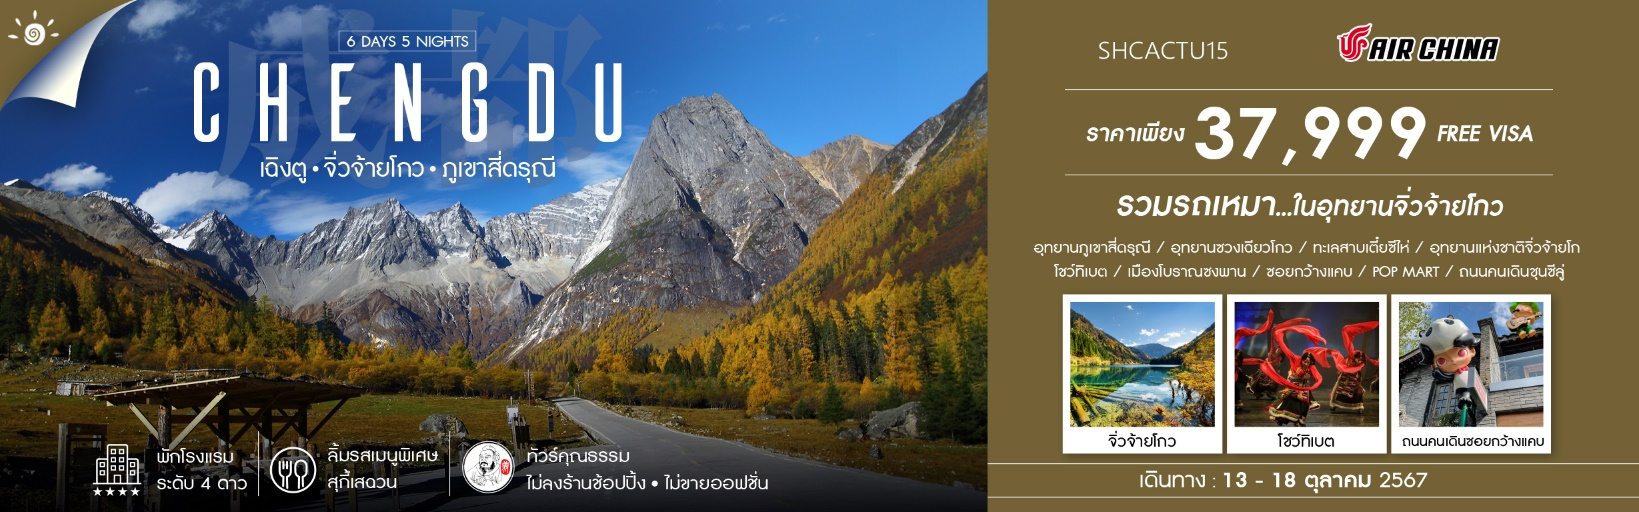 成都
6 DAYS 5 NIGHTS
CHENGDU
เฉิงตู • จิ่วจ้ายโกว • ภูเขาสี่ดรุณี
พักโรงแรม
ระดับ 4 ดาว
ลิ้มรสเมนูพิเศษ
สุกี้เสฉวน
ทัวร์คุณธรรม
ไม่ลงร้านช้อปปิ้ง • ไม่ขายออฟชั่น
SHCACTU15
AIR CHINA
ราคาเพียง 37,999 FREE VISA
รวมรถเหมา...ในอุทยานจิ่วจ้ายโกว
อุทยานภูเขาสี่ดรุณี / อุทยานซวงเฉียวโกว / ทะเลสาบเตี๋ยซีไห่ / อุทยานแห่งชาติจิ่วจ้ายโก
โชว์ทิเบต / เมืองโบราณซงพาน / ซอยกว้างแคบ / POP MART / ถนนคนเดินชุนซีลู่
จิ่วจ้ายโกว
โชว์ทิเบต
ถนนคนเดินซอยกว้างแคบ
เดินทาง : 13 - 18 ตุลาคม 2567